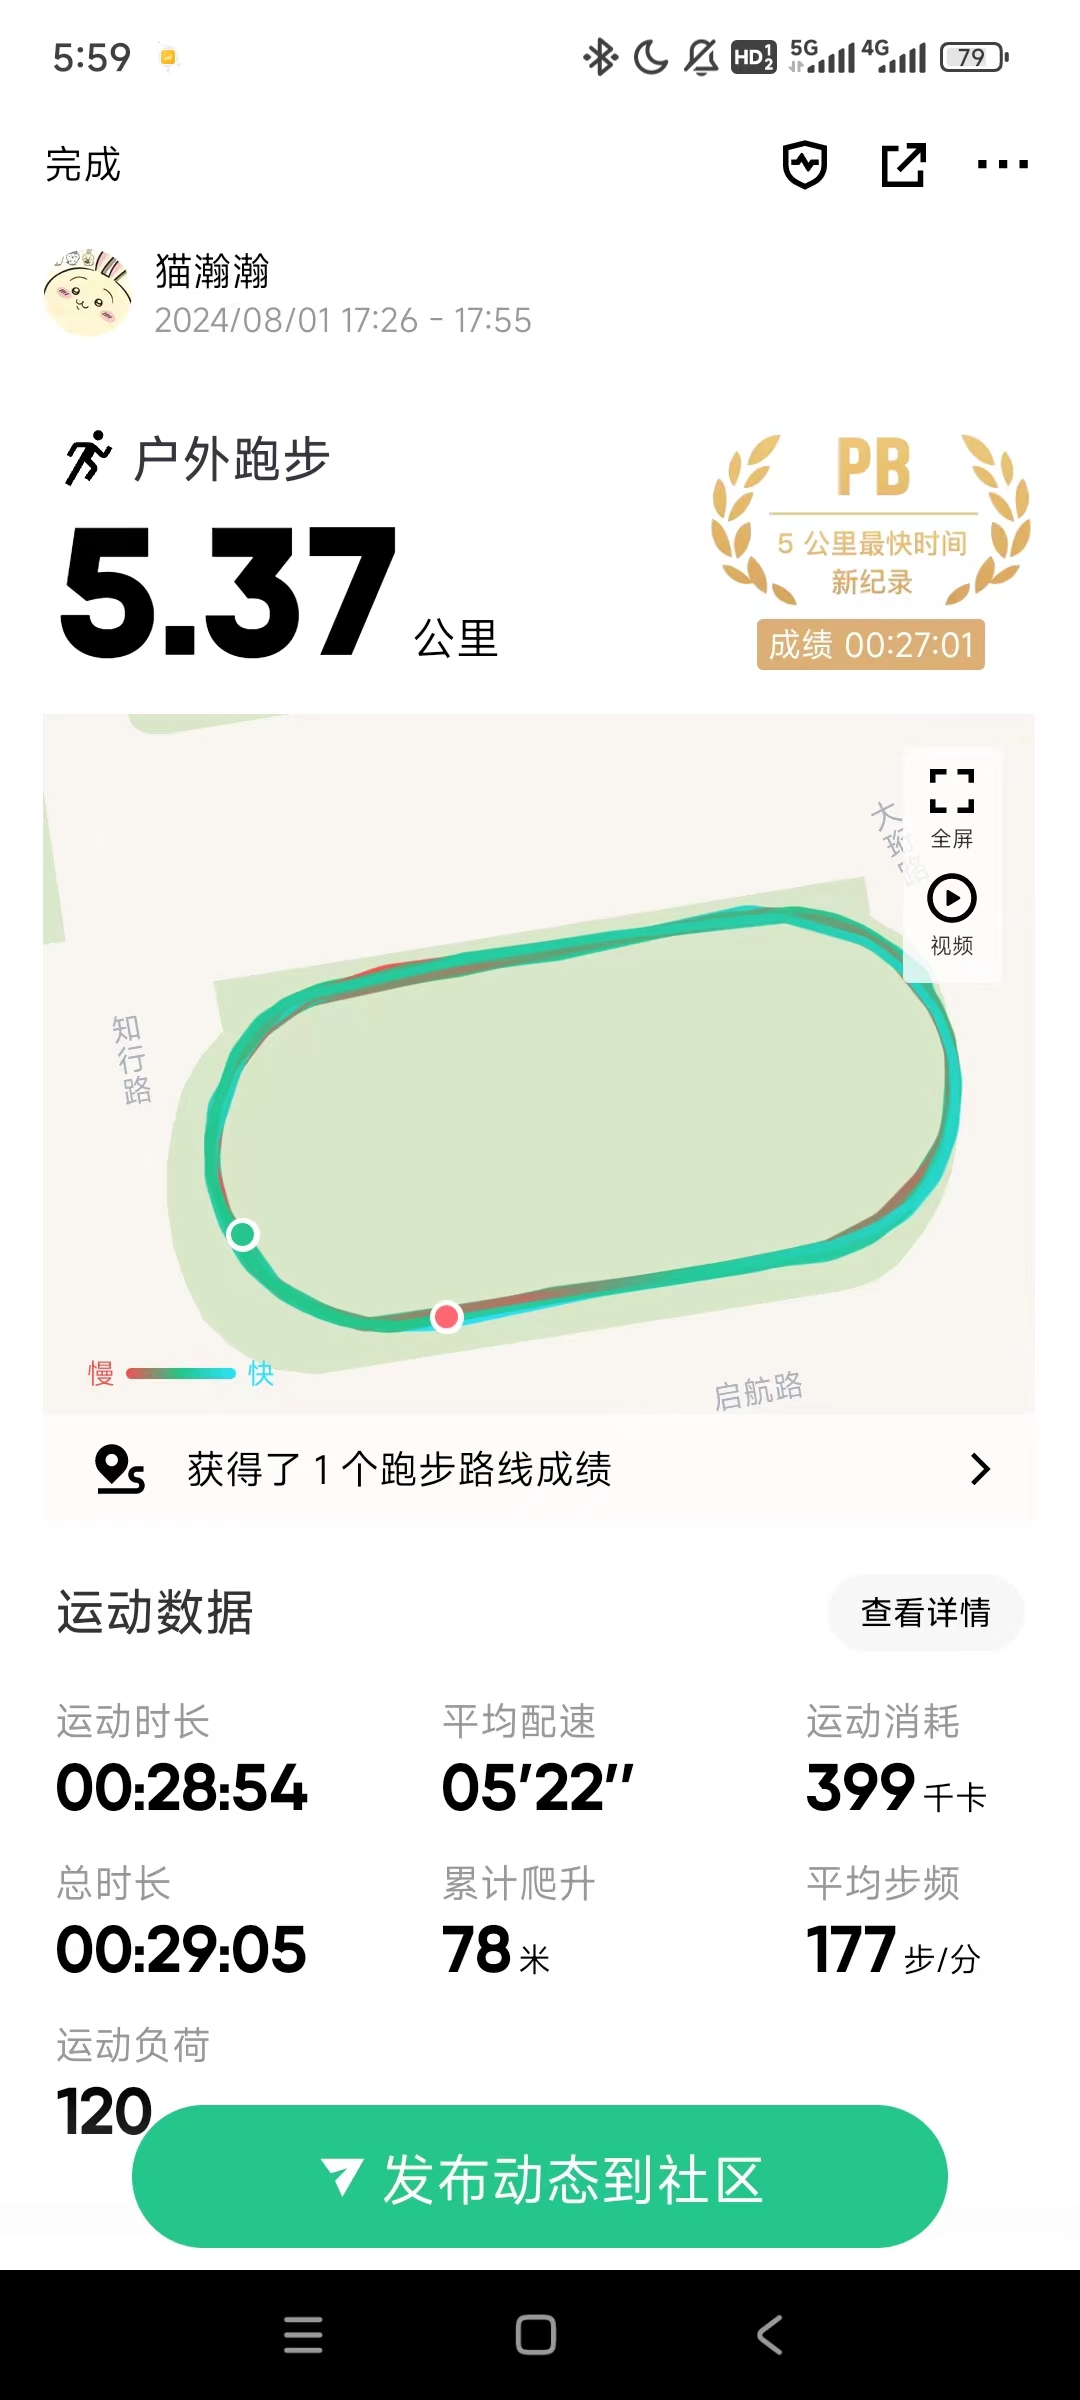 5:59
HD 1 2 5G 4G 79
完成
猫瀚瀚
2024/08/01 17:26 - 17:55
户外跑步
5.37 公里
PB
5 公里最快时间
新纪录
成绩 00:27:01
全屏
视频
知行路
慢 快
启航路
获得了 1 个跑步路线成绩
运动数据
查看详情
运动时长 平均配速 运动消耗
00:28:54 05'22'' 399 千卡
总时长 累计爬升 平均步频
00:29:05 78 米 177 步/分
运动负荷
120
发布动态到社区